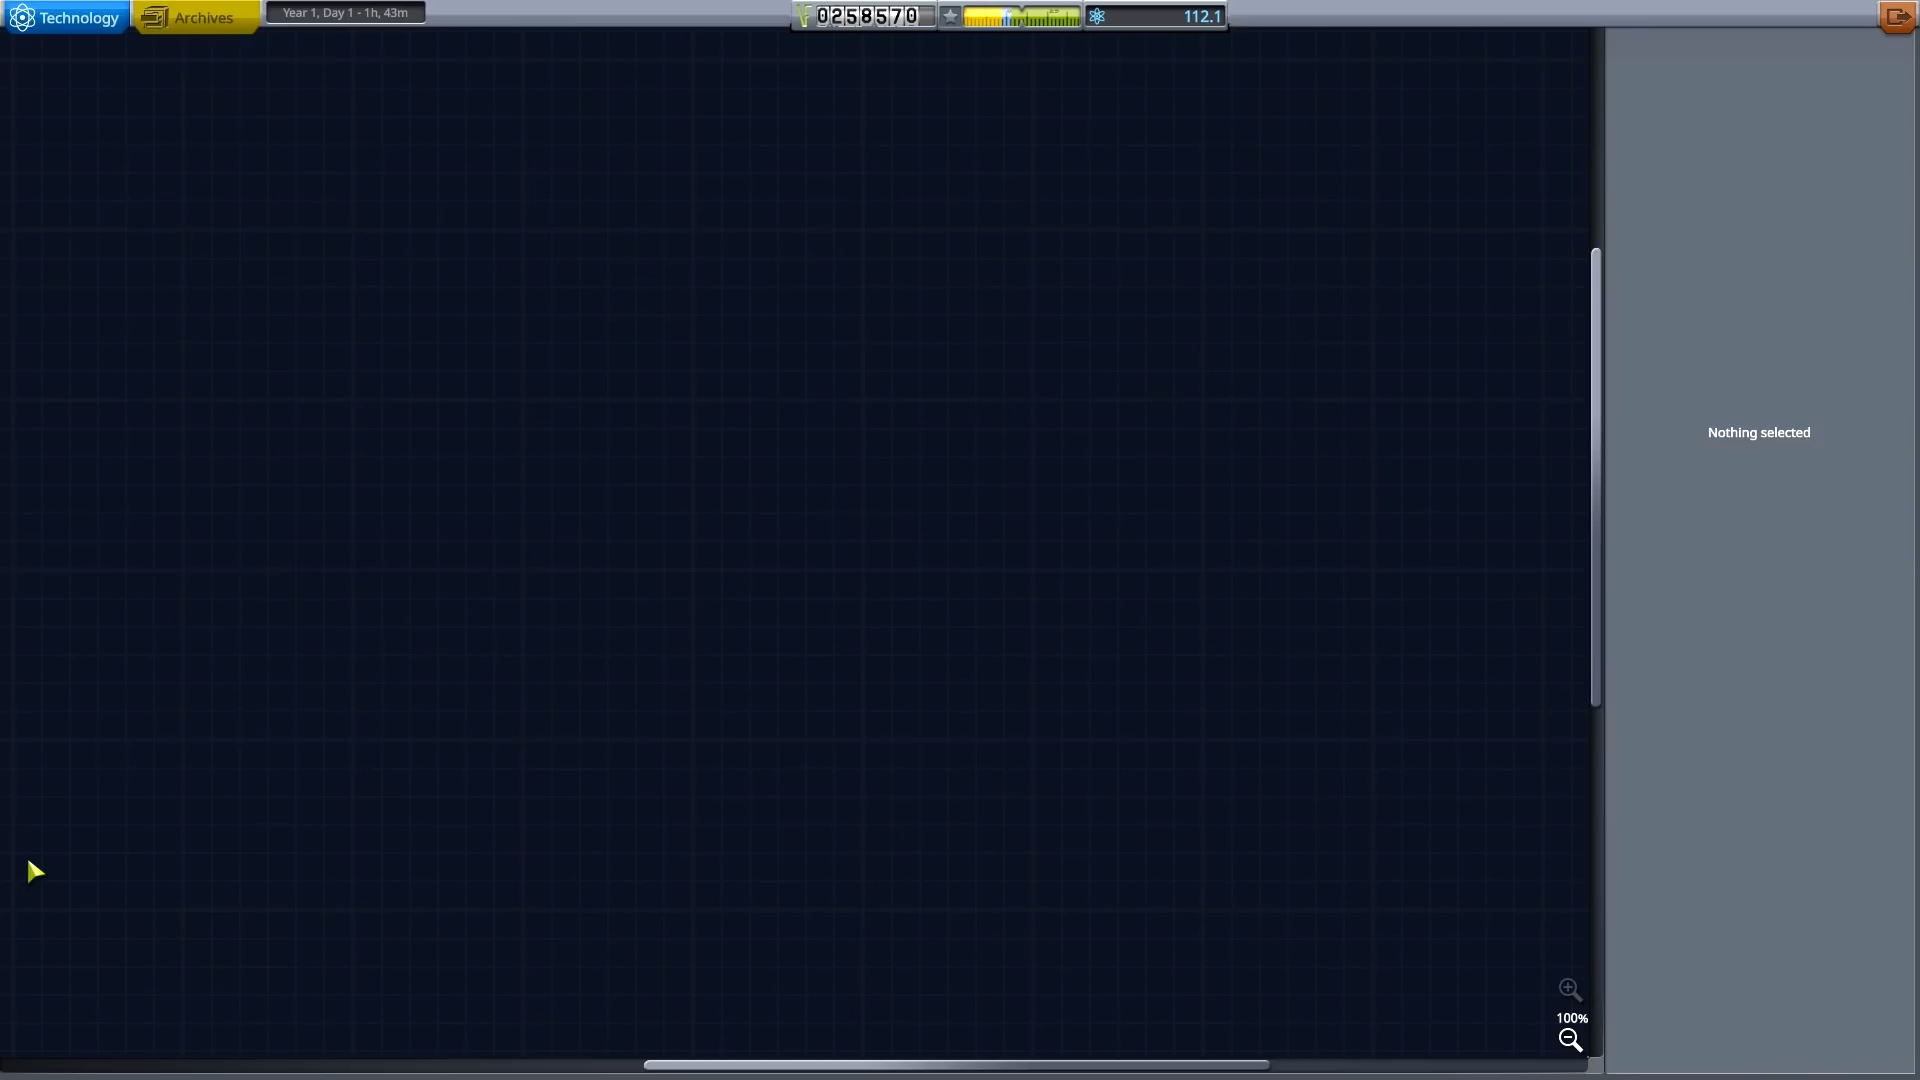 Technology
Archives
Year 1, Day 1 - 1h, 43m
0258570
112.1
Nothing selected
100%